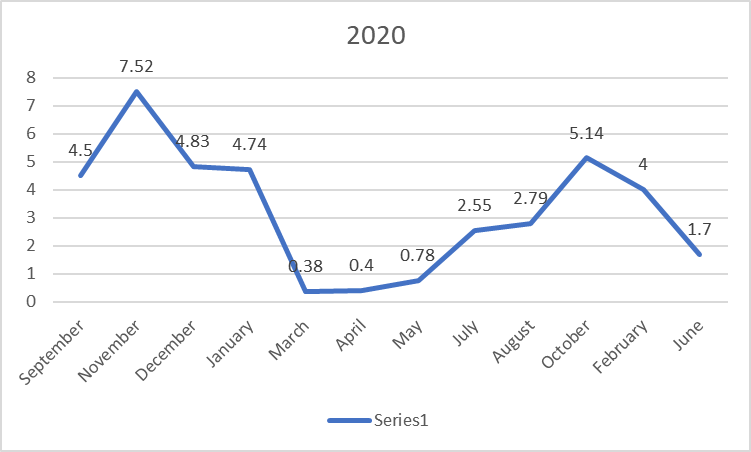 2020
8
7
6
5
4
3
2
1
0
4.5
7.52
4.83
4.74
0.38
0.4
0.78
2.55
2.79
5.14
4
1.7
September
November
December
January
March
April
May
July
August
October
February
June
Series1